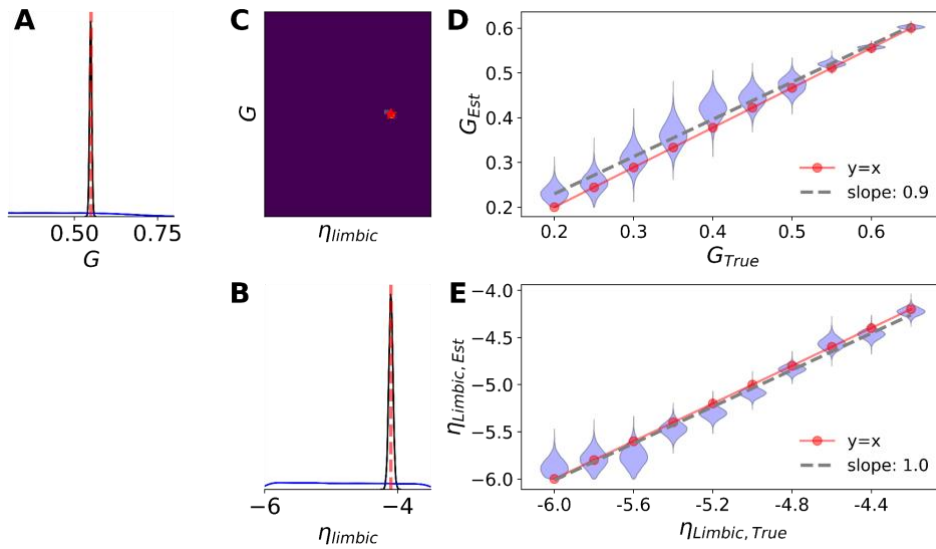 A
0.50
0.75
G
C
G
η_limbic
D
G_Est
0.6
0.5
0.4
0.3
0.2
y=x
slope: 0.9
0.2
0.3
0.4
0.5
0.6
G_True
B
−6
−4
η_limbic
E
η_Limbic, Est
−4.0
−4.5
−5.0
−5.5
−6.0
y=x
slope: 1.0
-6.0
-5.6
-5.2
-4.8
-4.4
η_Limbic, True